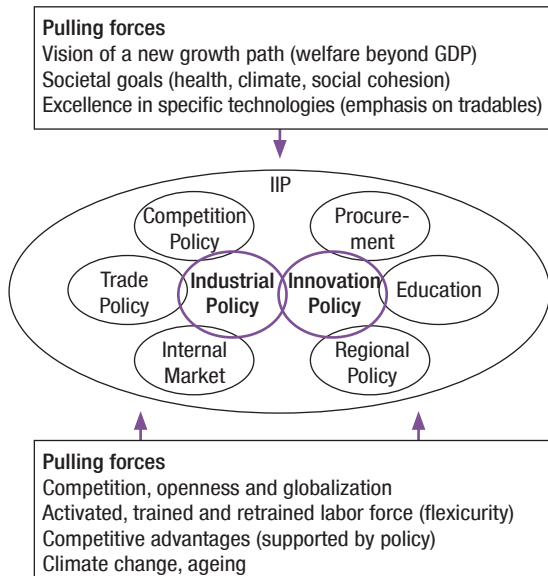 Pulling forces
Vision of a new growth path (welfare beyond GDP)
Societal goals (health, climate, social cohesion)
Excellence in specific technologies (emphasis on tradables)
IIP
Competition
Policy
Procure-
ment
Trade
Policy
Industrial
Policy
Innovation
Policy
Education
Internal
Market
Regional
Policy
Pulling forces
Competition, openness and globalization
Activated, trained and retrained labor force (flexicurity)
Competitive advantages (supported by policy)
Climate change, ageing